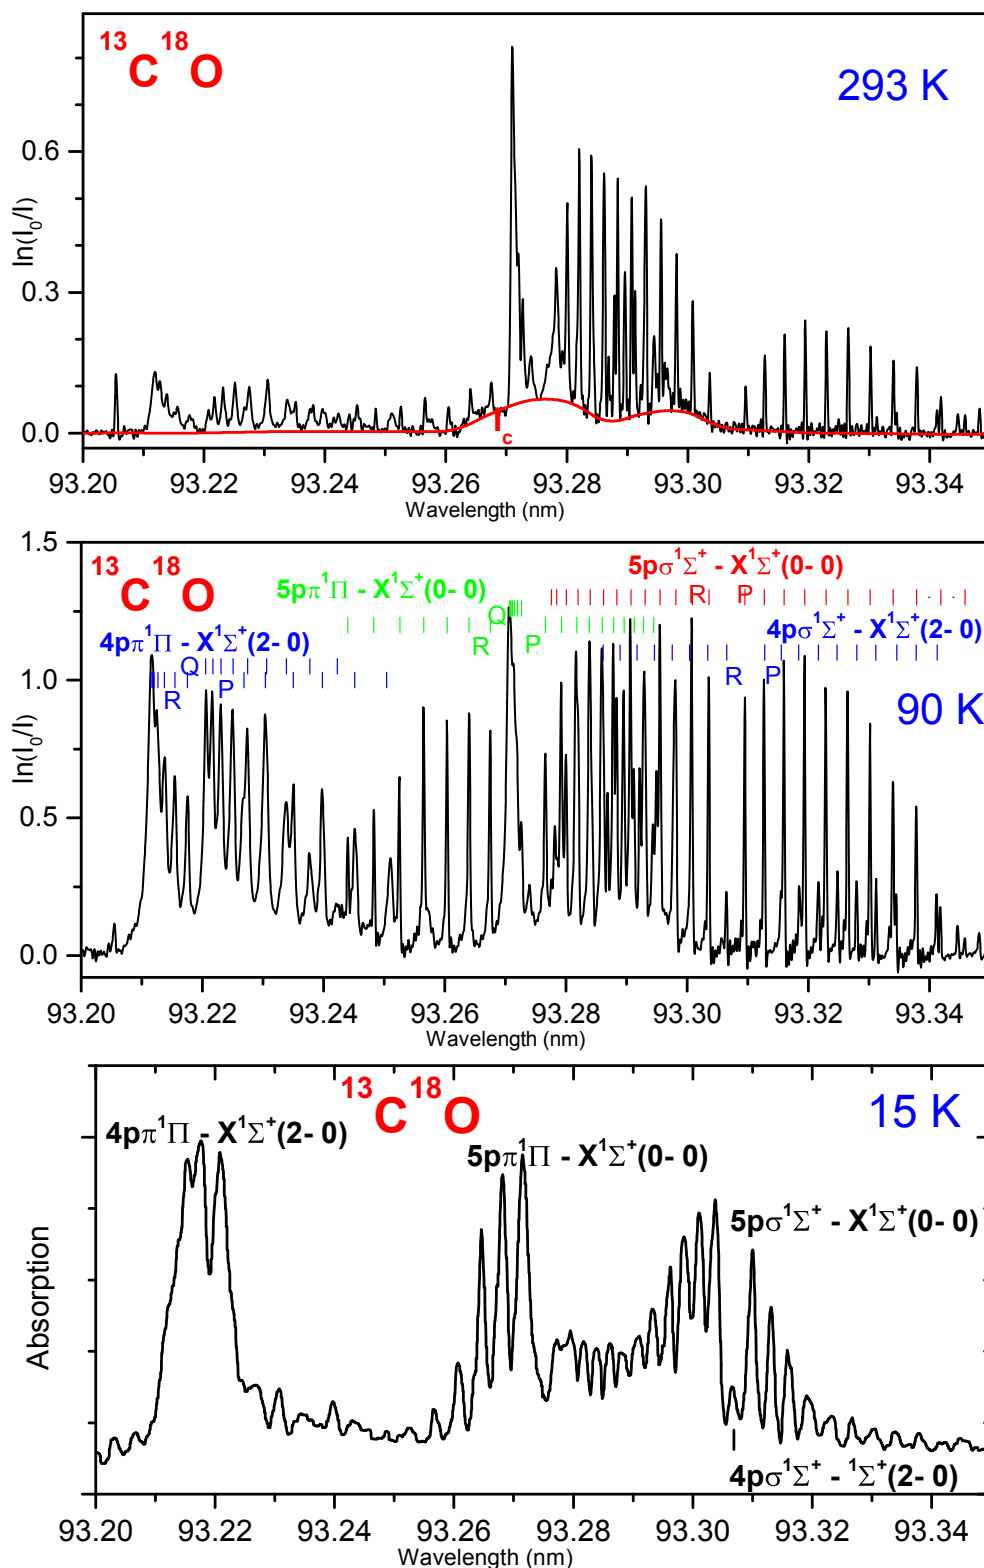 ¹³C¹⁸O
293 K
ln(I₀/I)
0.6
0.3
0.0
I_c
93.20 93.22 93.24 93.26 93.28 93.30 93.32 93.34
Wavelength (nm)
1.5
¹³C¹⁸O
5pσ¹Σ⁺ - X¹Σ⁺(0-0)
5pπ¹Π - X¹Σ⁺(0-0)
R P
Q
4pπ¹Π - X¹Σ⁺(2-0)
4pσ¹Σ⁺ - X¹Σ⁺(2-0)
R P
Q
R P
R P
90 K
ln(I₀/I)
1.0
0.5
0.0
93.20 93.22 93.24 93.26 93.28 93.30 93.32 93.34
Wavelength (nm)
¹³C¹⁸O
15 K
4pπ¹Π - X¹Σ⁺(2-0)
5pπ¹Π - X¹Σ⁺(0-0)
5pσ¹Σ⁺ - X¹Σ⁺(0-0)
Absorption
4pσ¹Σ⁺ - ¹Σ⁺(2-0)
93.20 93.22 93.24 93.26 93.28 93.30 93.32 93.34
Wavelength (nm)